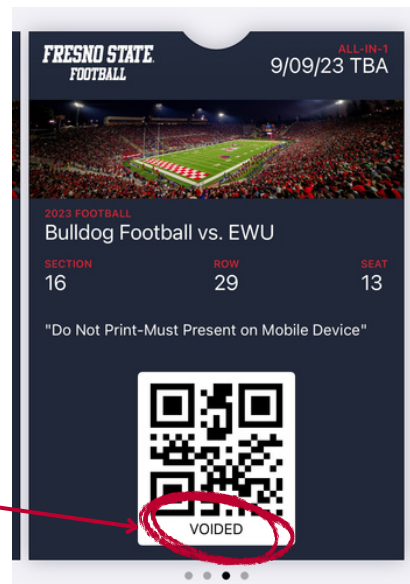 FRESNO STATE.
FOOTBALL
ALL-IN-1
9/09/23 TBA
2023 FOOTBALL
Bulldog Football vs. EWU
SECTION ROW SEAT
16 29 13
"Do Not Print-Must Present on Mobile Device"
VOIDED